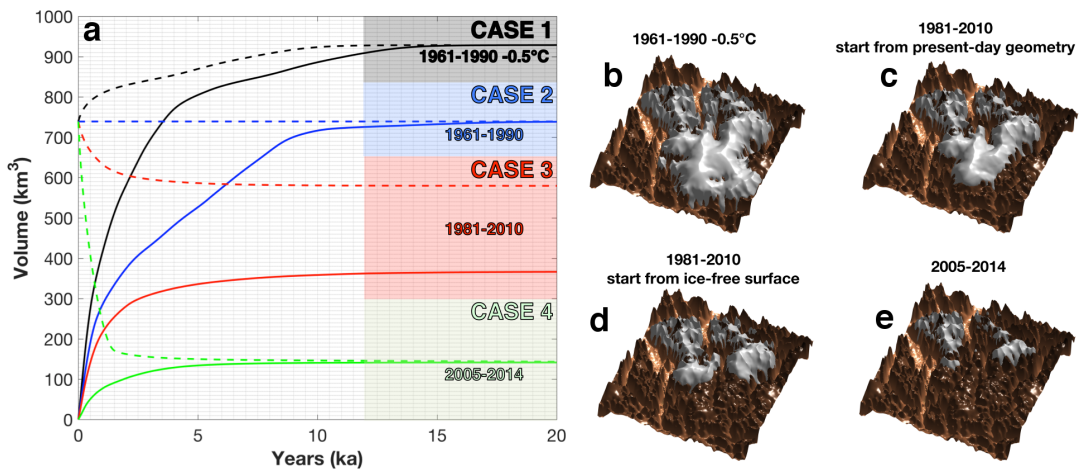 a
1000
900
800
700
600
500
400
300
200
100
0
Volume (km³)
0
5
10
15
20
Years (ka)
CASE 1
1961-1990 -0.5°C
CASE 2
1961-1990
CASE 3
1981-2010
CASE 4
2005-2014
1961-1990 -0.5°C
b
1981-2010
start from present-day geometry
c
1981-2010
start from ice-free surface
d
2005-2014
e